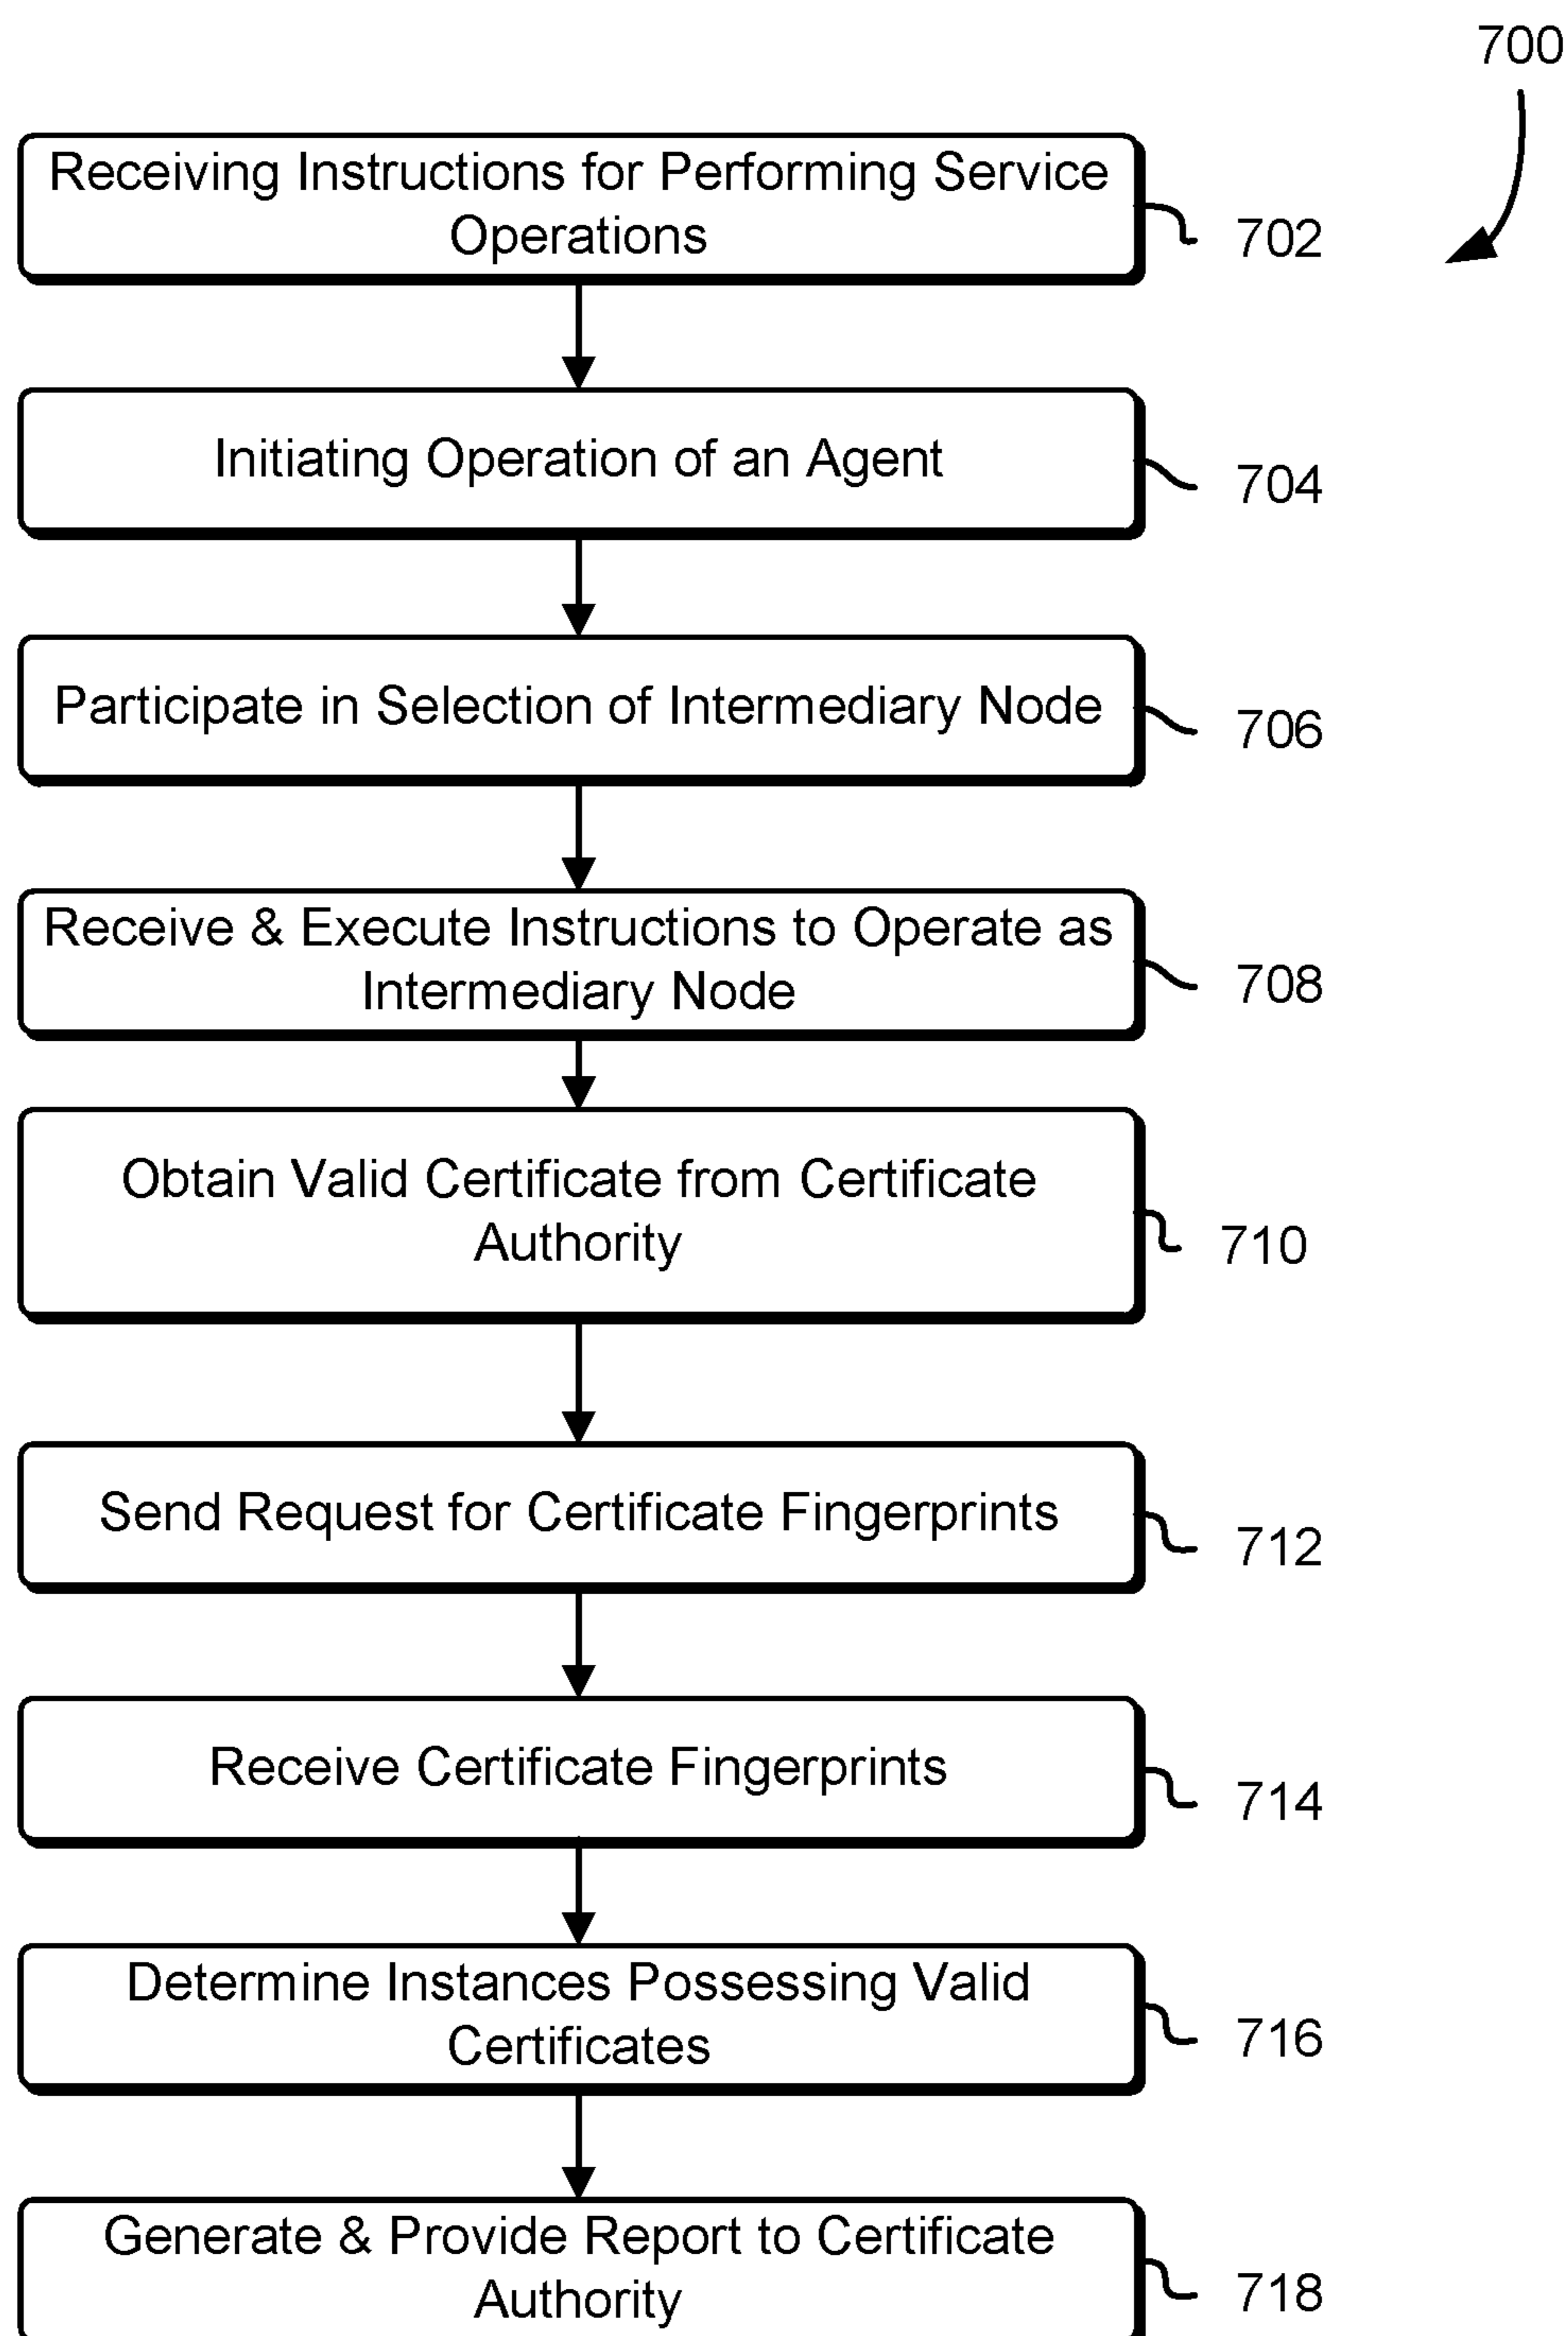 700
Receiving Instructions for Performing Service
Operations
702
Initiating Operation of an Agent
704
Participate in Selection of Intermediary Node
706
Receive & Execute Instructions to Operate as
Intermediary Node
708
Obtain Valid Certificate from Certificate
Authority
710
Send Request for Certificate Fingerprints
712
Receive Certificate Fingerprints
714
Determine Instances Possessing Valid
Certificates
716
Generate & Provide Report to Certificate
Authority
718